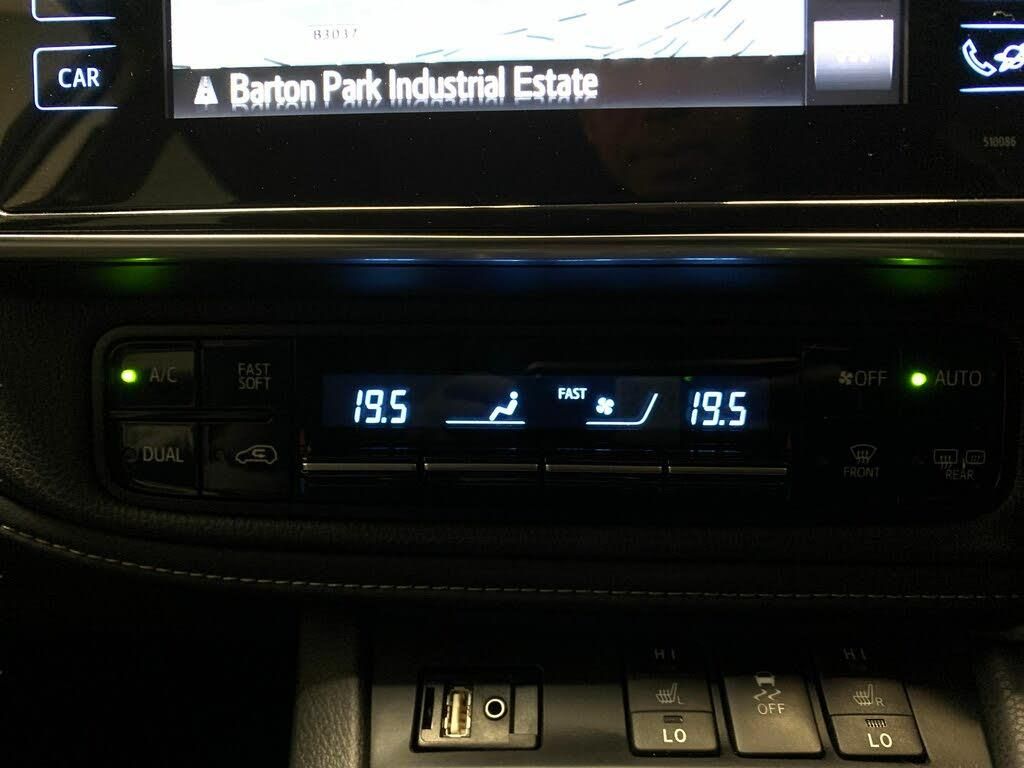 B3037
CAR
Barton Park Industrial Estate
510086
A/C
FAST
SOFT
19.5
FAST
19.5
OFF
AUTO
DUAL
FRONT
REAR
HI
HI
L
OFF
R
LO
LO